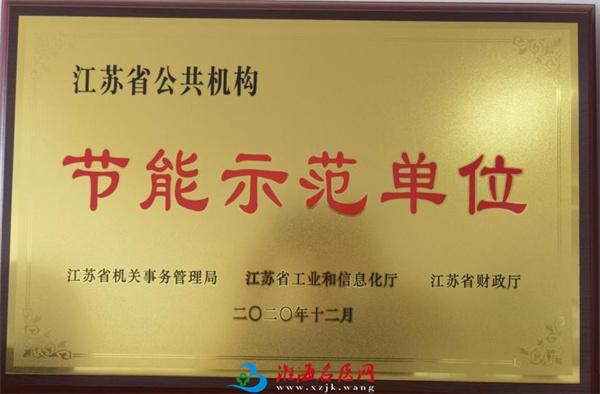 江苏省公共机构
节能示范单位
江苏省机关事务管理局 江苏省工业和信息化厅 江苏省财政厅
二〇二〇年十二月
淮海名医网
www.xzjk.wang